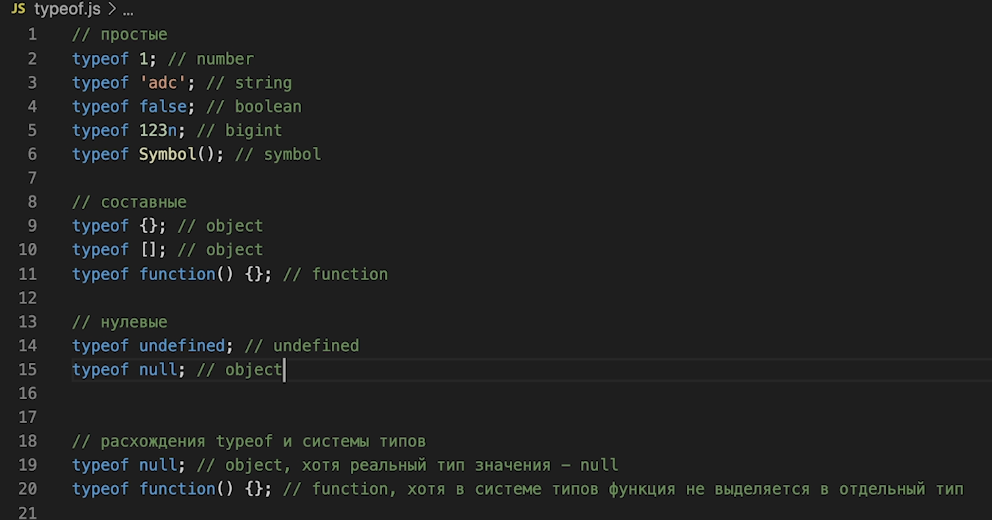 JS typeof.js > ...
1 // простые
2 typeof 1; // number
3 typeof 'adc'; // string
4 typeof false; // boolean
5 typeof 123n; // bigint
6 typeof Symbol(); // symbol
7
8 // составные
9 typeof {}; // object
10 typeof []; // object
11 typeof function() {}; // function
12
13 // нулевые
14 typeof undefined; // undefined
15 typeof null; // object
16
17
18 // расхождения typeof и системы типов
19 typeof null; // object, хотя реальный тип значения – null
20 typeof function() {}; // function, хотя в системе типов функция не выделяется в отдельный тип
21